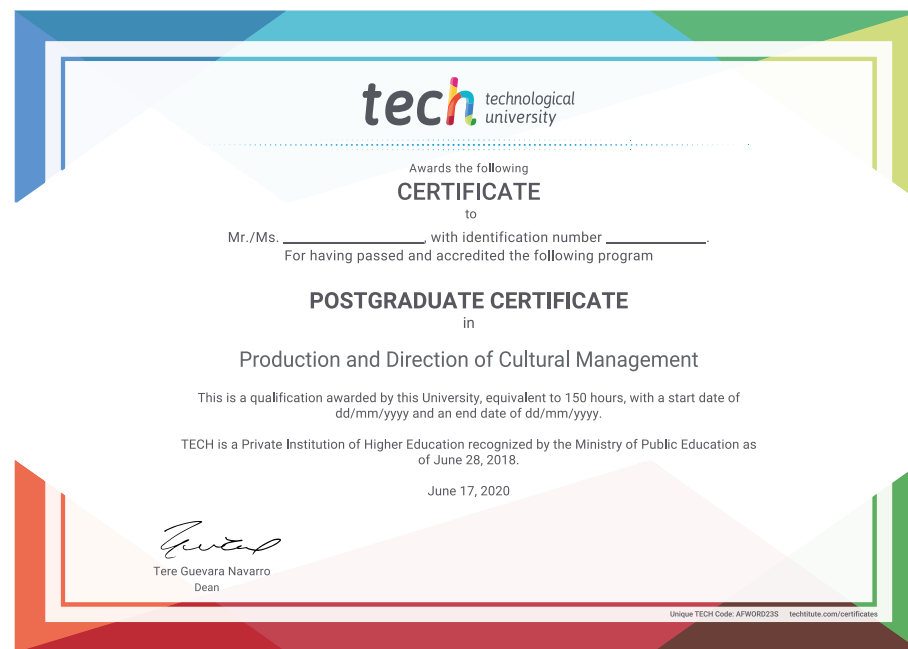 tech technological
university
Awards the following
CERTIFICATE
to
Mr./Ms. ____________________, with identification number ______________.
For having passed and accredited the following program
POSTGRADUATE CERTIFICATE
in
Production and Direction of Cultural Management
This is a qualification awarded by this University, equivalent to 150 hours, with a start date of
dd/mm/yyyy and an end date of dd/mm/yyyy.
TECH is a Private Institution of Higher Education recognized by the Ministry of Public Education as
of June 28, 2018.
June 17, 2020
Tere Guevara Navarro
Dean
Unique TECH Code: AFWORD23S techtitute.com/certificates